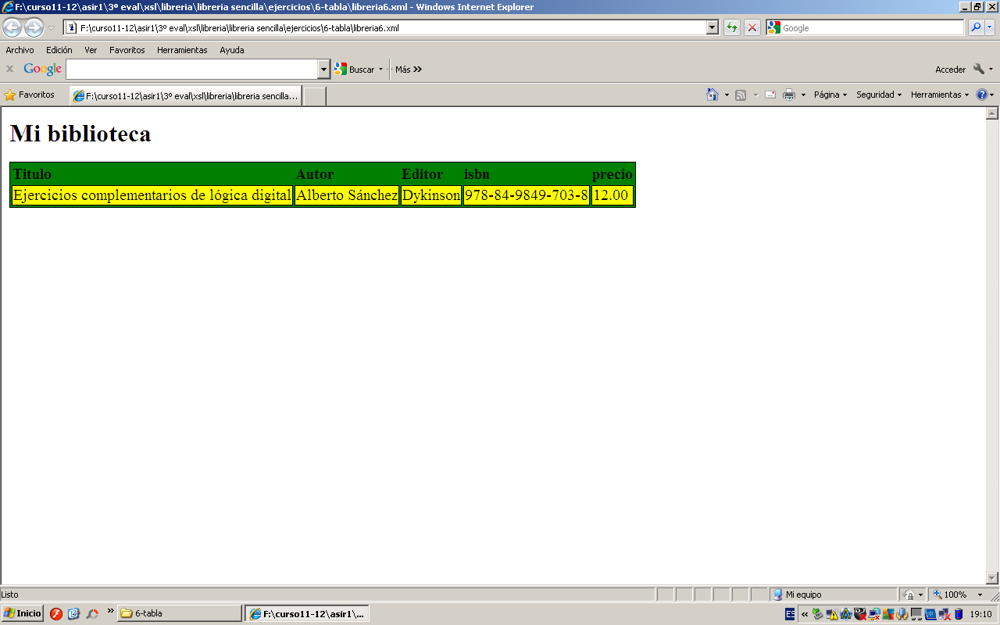 F:\curso11-12\asir1\3º eval\xsl\libreria\libreria sencilla\ejercicios\6-tabla\libreria6.xml - Windows Internet Explorer
F:\curso11-12\asir1\3º eval\xsl\libreria\libreria sencilla\ejercicios\6-tabla\libreria6.xml Google
Archivo Edición Ver Favoritos Herramientas Ayuda
x Google Buscar Más >> Acceder
Favoritos F:\curso11-12\asir1\3º eval\xsl\libreria\libreria sencilla... Página Seguridad Herramientas
Mi biblioteca
Titulo Autor Editor isbn precio
Ejercicios complementarios de lógica digital Alberto Sánchez Dykinson 978-84-9849-703-8 12.00
Listo Mi equipo 100%
Inicio >> 6-tabla F:\curso11-12\asir1\... ES << 19:10